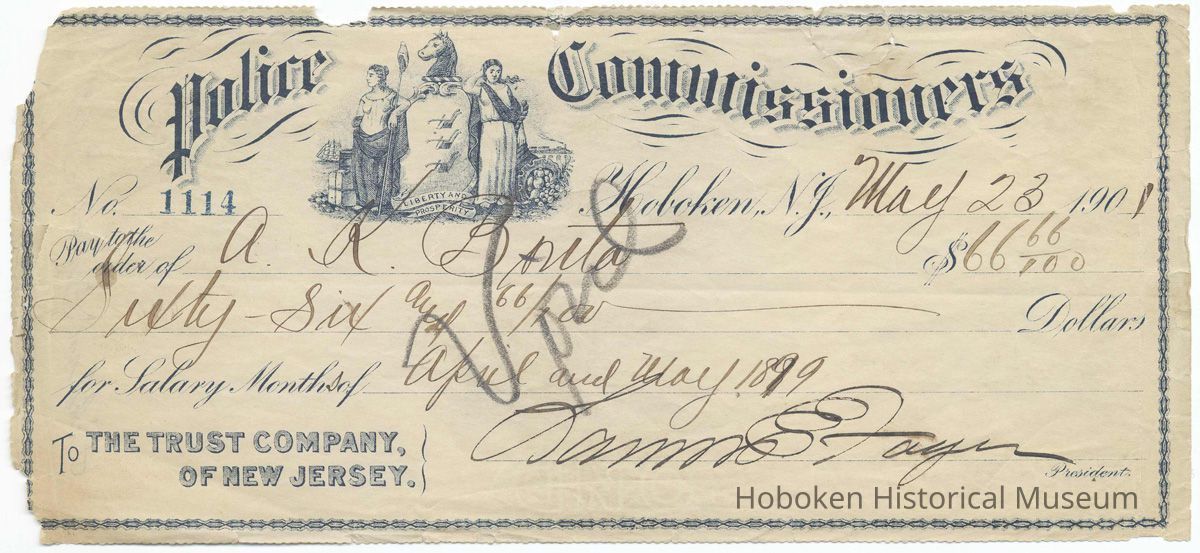 Police Commissioners
LIBERTY AND
PROSPERITY
No. 1114 Hoboken, N.J., May 23 1901
Pay to the order of A. K. $66 66/100
Sixty-Six and 66/100 Dollars
for Salary Months of April and May 1899
To THE TRUST COMPANY,
OF NEW JERSEY.
President.
Hoboken Historical Museum